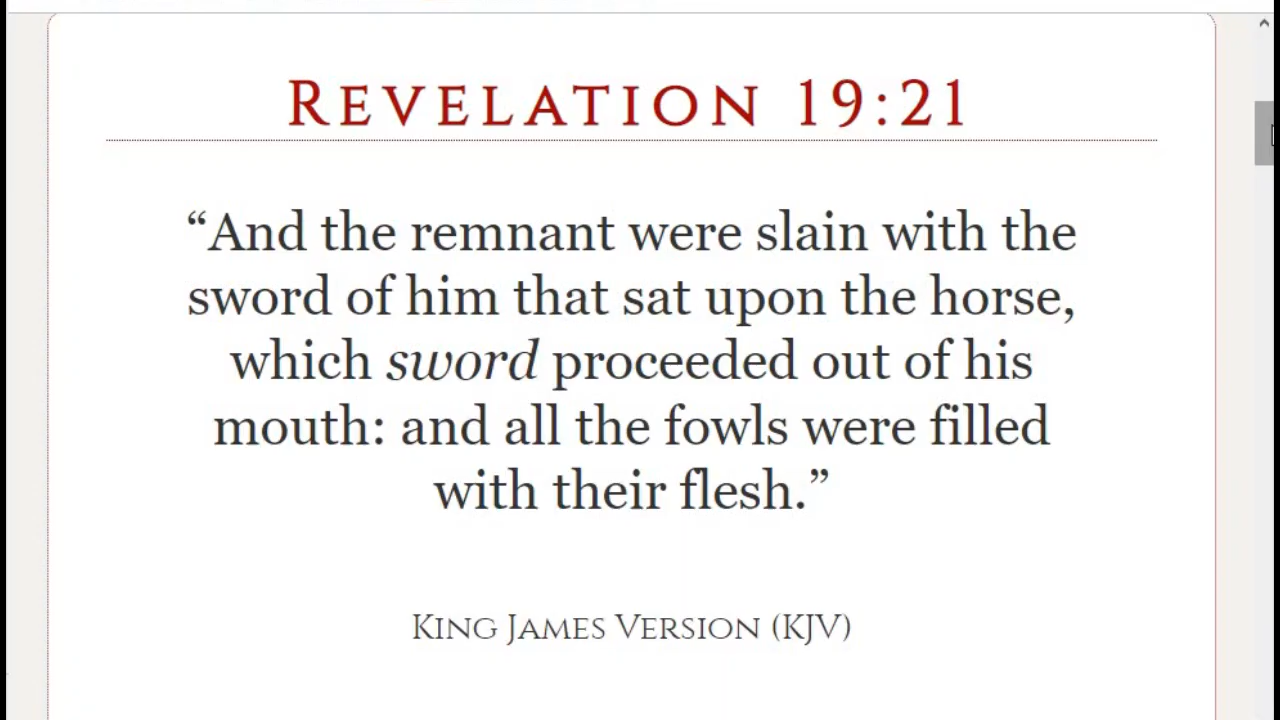 Revelation 19:21
“And the remnant were slain with the
sword of him that sat upon the horse,
which sword proceeded out of his
mouth: and all the fowls were filled
with their flesh.”
King James Version (KJV)